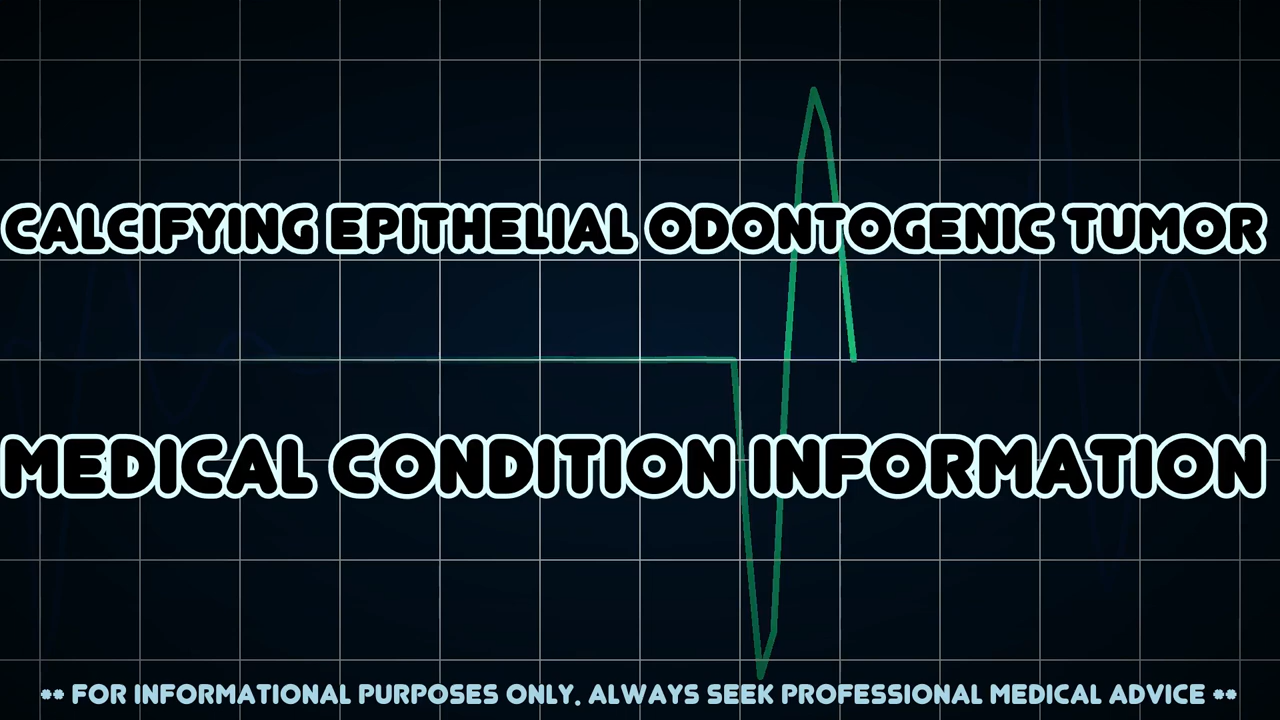 CALCIFYING EPITHELIAL ODONTOGENIC TUMOR
MEDICAL CONDITION INFORMATION
** FOR INFORMATIONAL PURPOSES ONLY. ALWAYS SEEK PROFESSIONAL MEDICAL ADVICE **